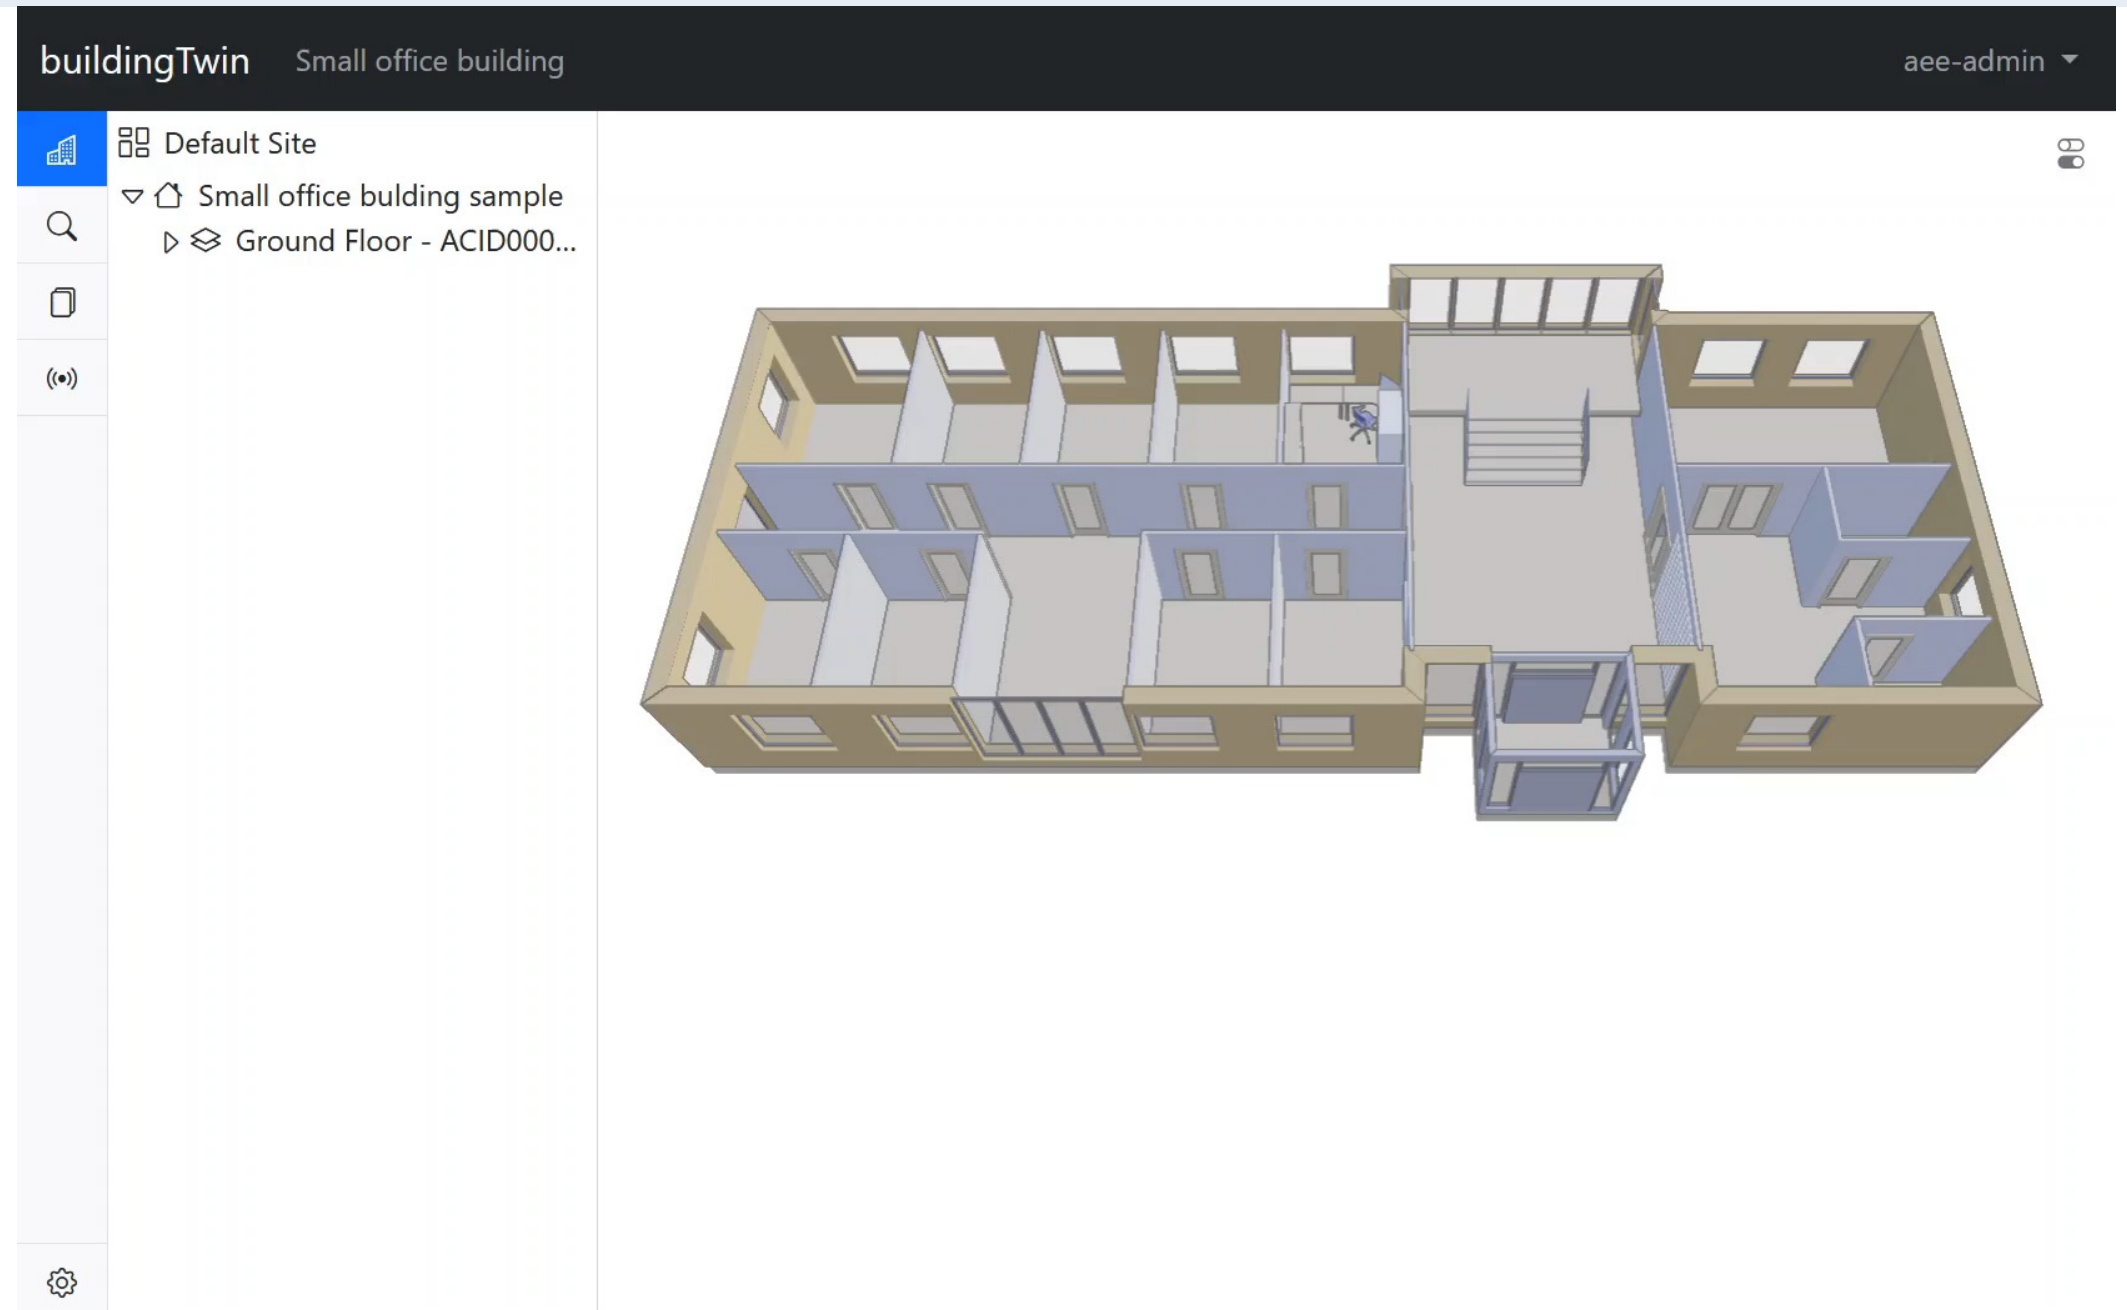 buildingTwin Small office building aee-admin
Default Site
Small office bulding sample
Ground Floor - ACID000...